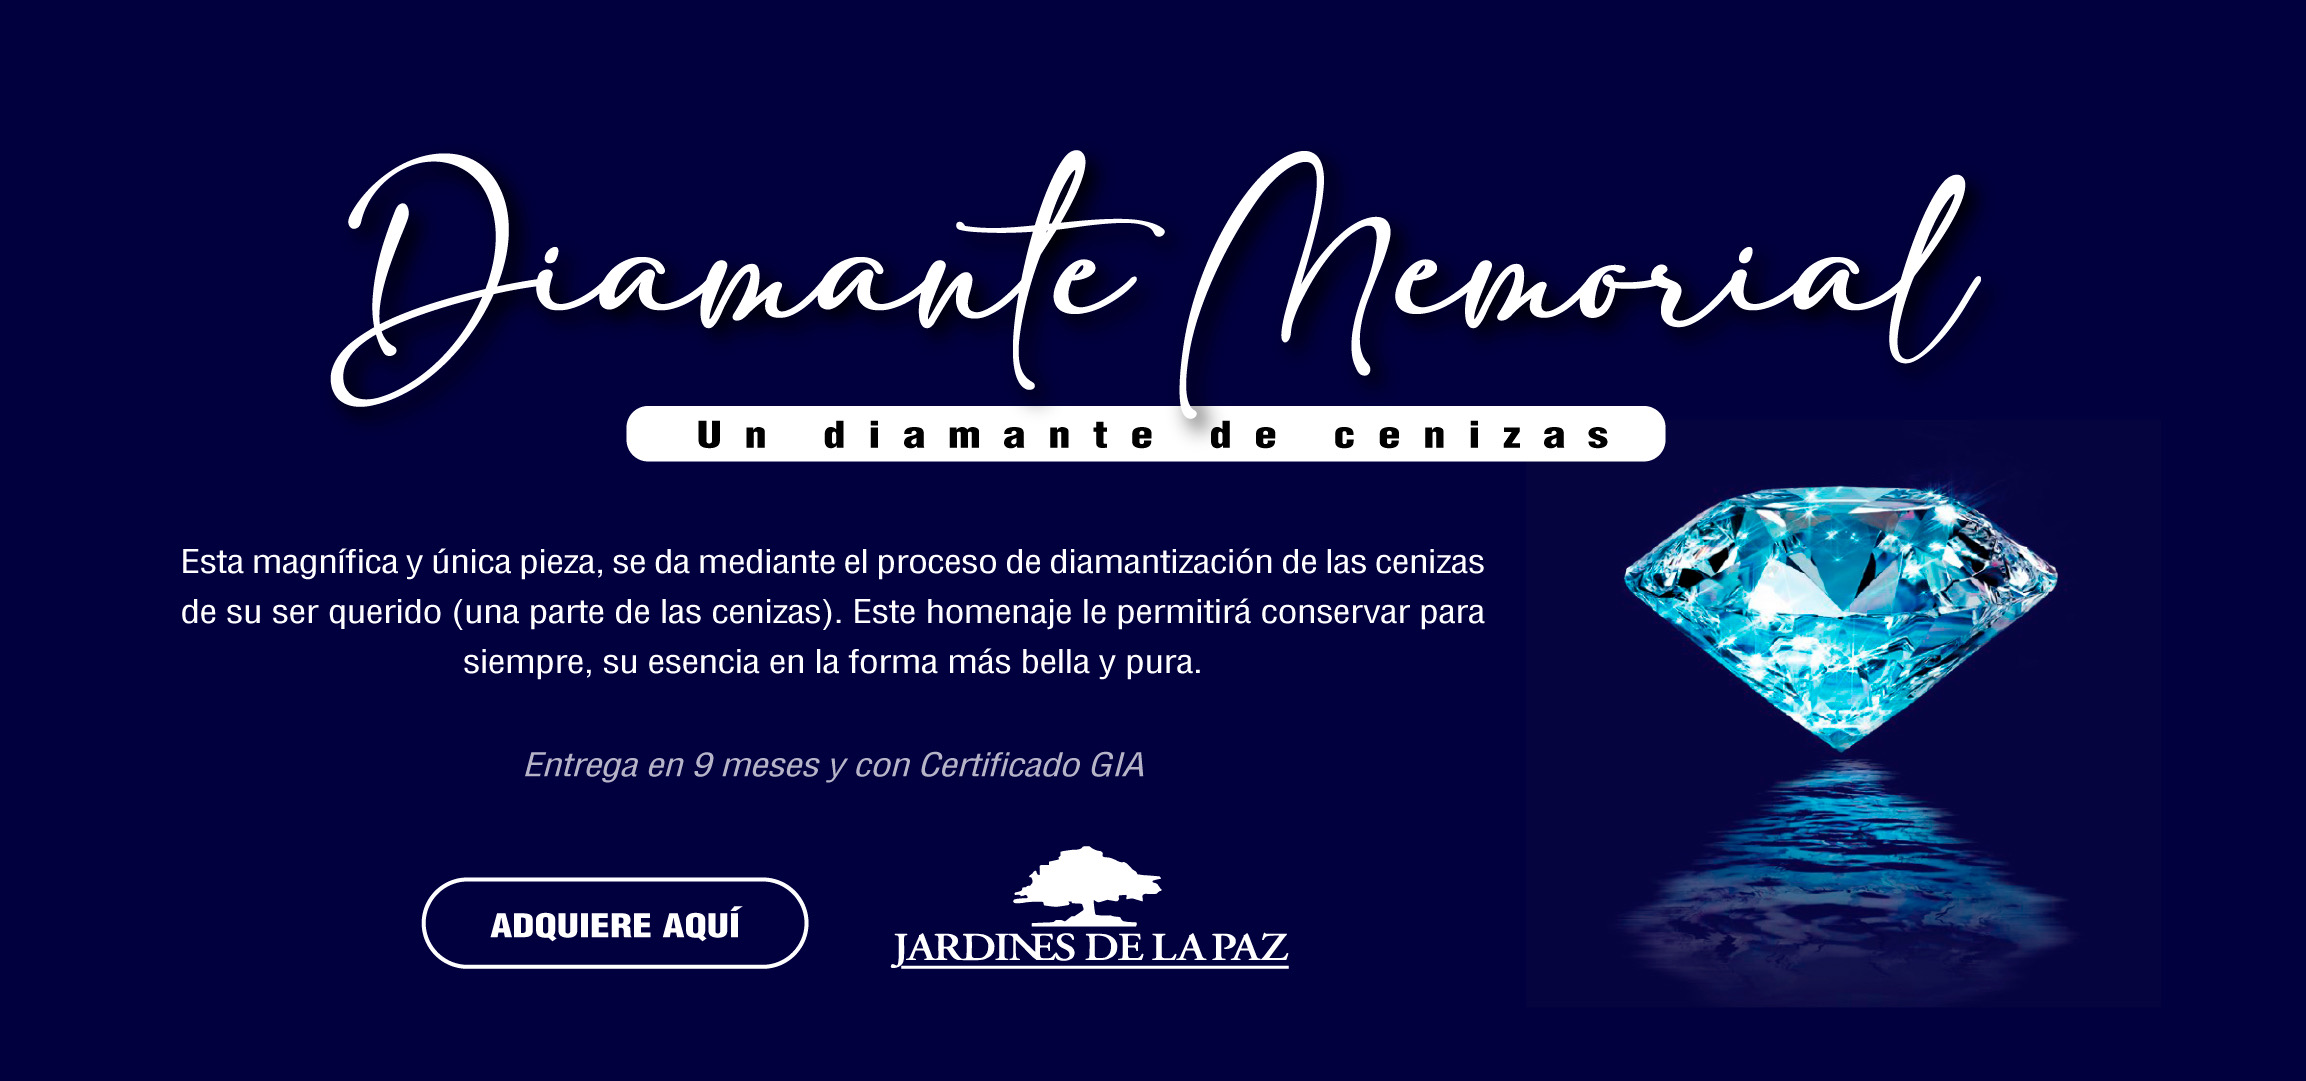 Diamante Memorial
Un diamante de cenizas
Esta magnífica y única pieza, se da mediante el proceso de diamantización de las cenizas
de su ser querido (una parte de las cenizas). Este homenaje le permitirá conservar para
siempre, su esencia en la forma más bella y pura.
Entrega en 9 meses y con Certificado GIA
ADQUIERE AQUÍ
JARDINES DE LA PAZ